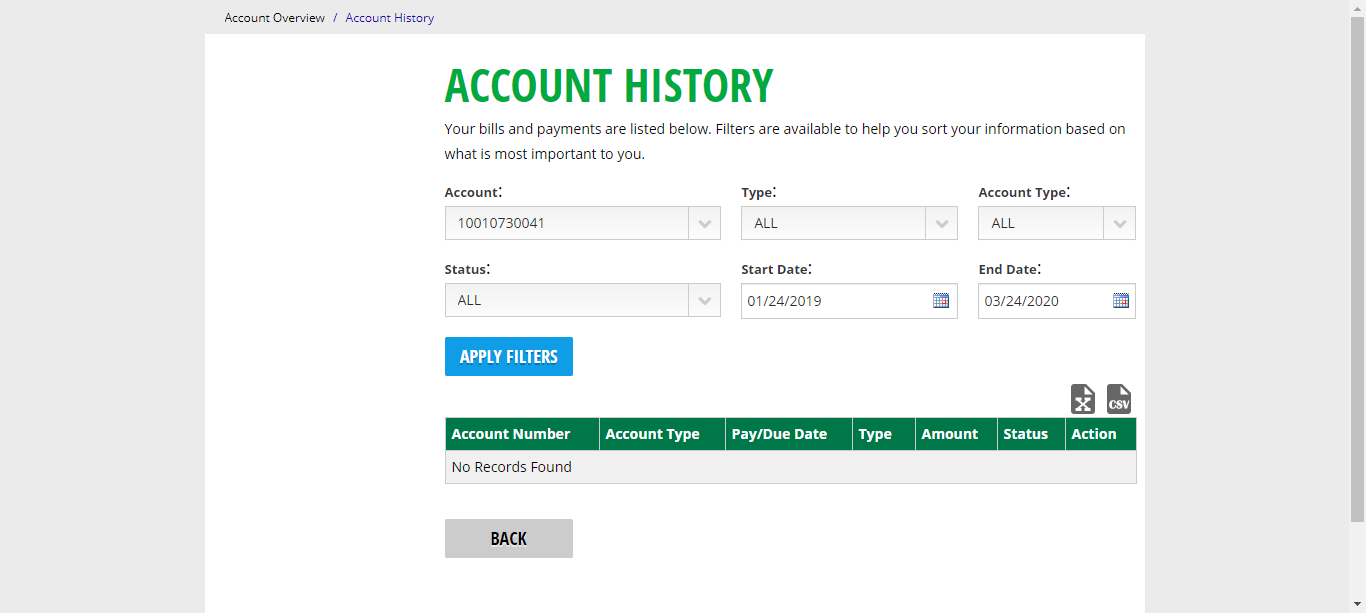 Account Overview / Account History
ACCOUNT HISTORY
Your bills and payments are listed below. Filters are available to help you sort your information based on
what is most important to you.
Account: Type: Account Type:
10010730041 ALL ALL
Status: Start Date: End Date:
ALL 01/24/2019 03/24/2020
APPLY FILTERS
X CSV
Account Number Account Type Pay/Due Date Type Amount Status Action
No Records Found
BACK